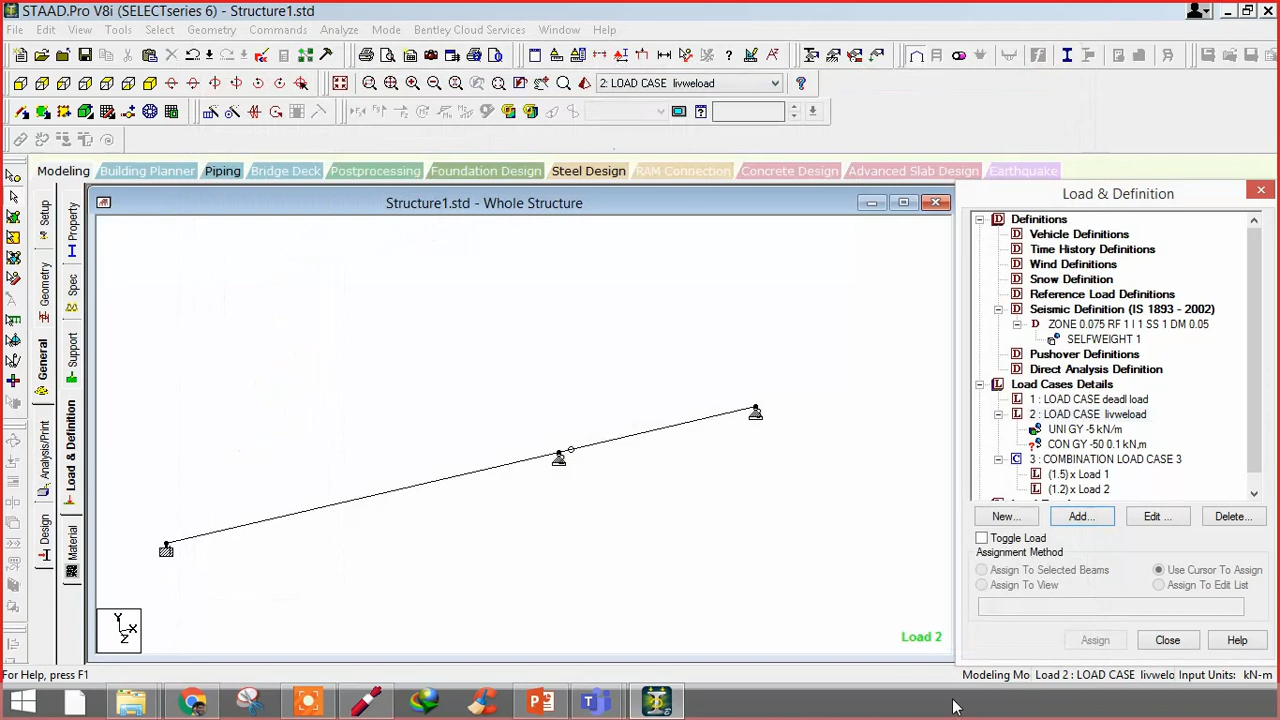 STAAD.Pro V8i (SELECTseries 6) - Structure1.std
File Edit View Tools Select Geometry Commands Analyze Mode Bentley Cloud Services Window Help
2: LOAD CASE livweload
Modeling Building Planner Piping Bridge Deck Postprocessing Foundation Design Steel Design RAM Connection Concrete Design Advanced Slab Design Earthquake
Setup
Geometry
General
Analysis/Print
Design
Property
Spec
Support
Load & Definition
Material
Structure1.std - Whole Structure
Y
X
Z
Load 2
Load & Definition
Definitions
Vehicle Definitions
Time History Definitions
Wind Definitions
Snow Definition
Reference Load Definitions
Seismic Definition (IS 1893 - 2002)
ZONE 0.075 RF 1 I 1 SS 1 DM 0.05
SELFWEIGHT 1
Pushover Definitions
Direct Analysis Definition
Load Cases Details
1 : LOAD CASE deadl load
2 : LOAD CASE livweload
UNI GY -5 kN/m
CON GY -50 0.1 kN,m
3 : COMBINATION LOAD CASE 3
(1.5) x Load 1
(1.2) x Load 2
New... Add... Edit ... Delete...
Toggle Load
Assignment Method
Assign To Selected Beams Use Cursor To Assign
Assign To View Assign To Edit List
Assign Close Help
For Help, press F1
Modeling Mo Load 2 : LOAD CASE livwelo Input Units: kN-m